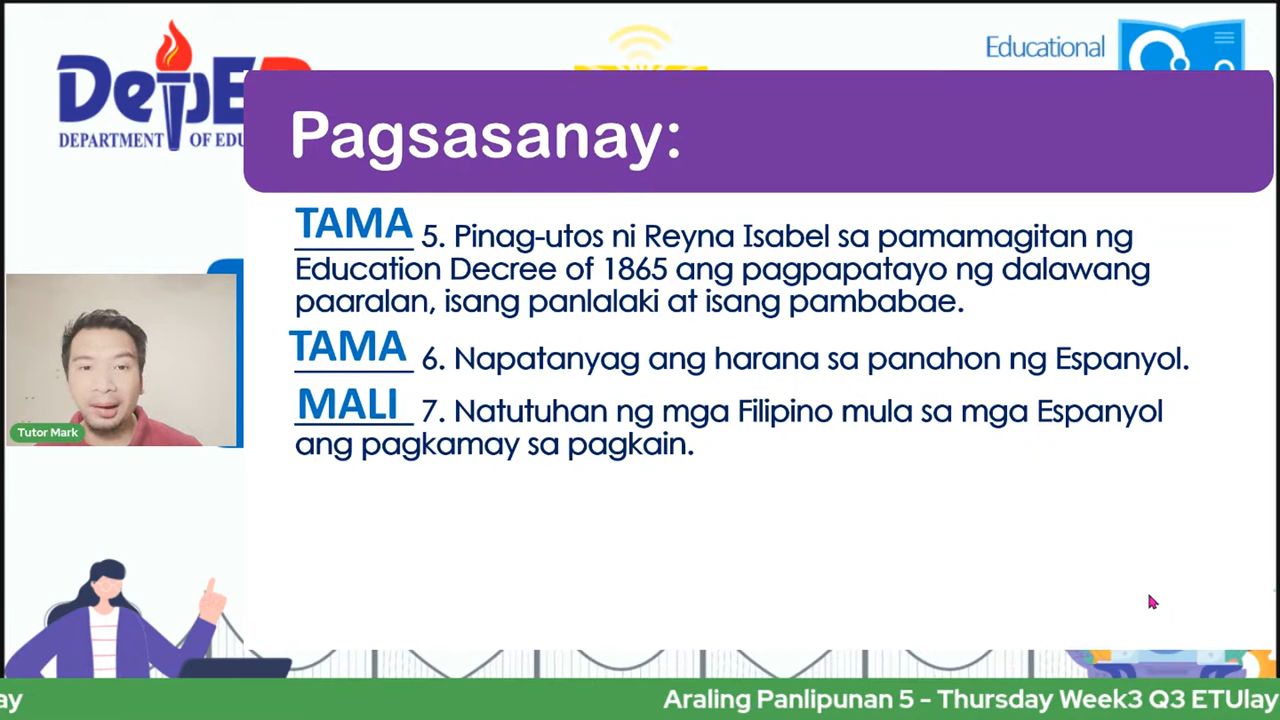 DepED
DEPARTMENT OF EDU
Educational
Pagsasanay:
TAMA 5. Pinag-utos ni Reyna Isabel sa pamamagitan ng
Education Decree of 1865 ang pagpapatayo ng dalawang
paaralan, isang panlalaki at isang pambabae.
TAMA 6. Napatanyag ang harana sa panahon ng Espanyol.
MALI 7. Natutuhan ng mga Filipino mula sa mga Espanyol
ang pagkamay sa pagkain.
Tutor Mark
ay Araling Panlipunan 5 - Thursday Week3 Q3 ETUlay